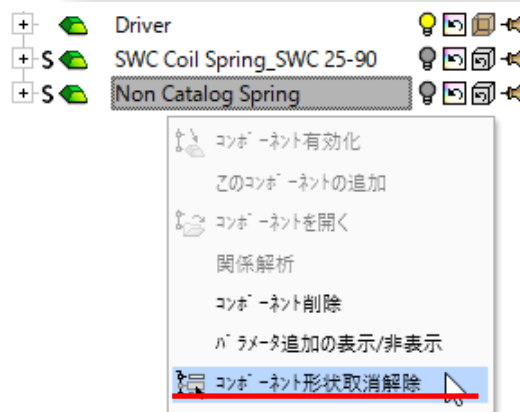 Driver
S SWC Coil Spring_SWC 25-90
S Non Catalog Spring
コンポーネント有効化
このコンポーネントの追加
コンポーネントを開く
関係解析
コンポーネント削除
パラメータ追加の表示/非表示
コンポーネント形状取消解除